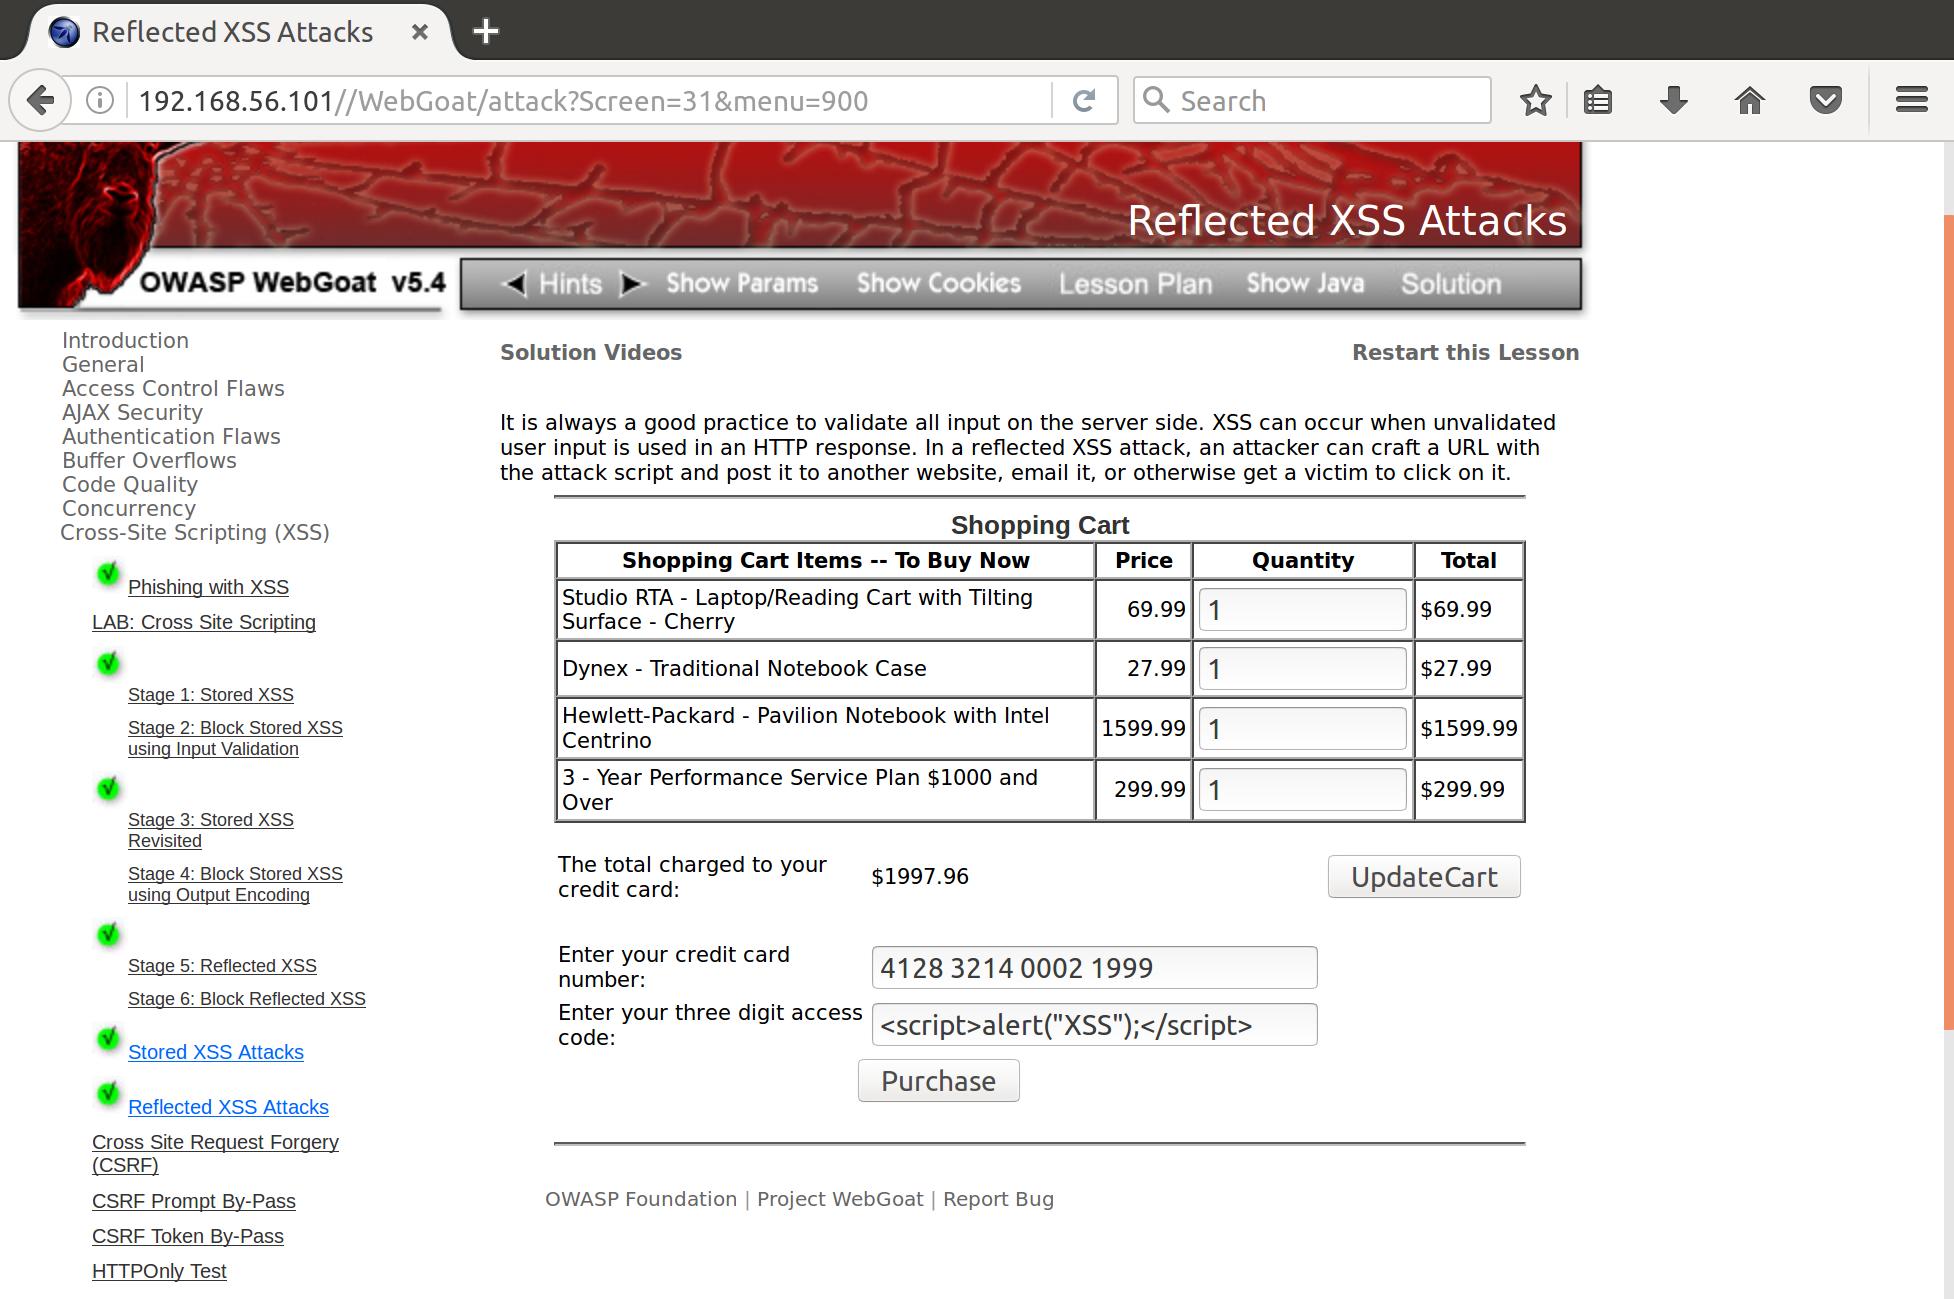 Reflected XSS Attacks
192.168.56.101//WebGoat/attack?Screen=31&menu=900
Search
Reflected XSS Attacks
OWASP WebGoat v5.4
Hints
Show Params
Show Cookies
Lesson Plan
Show Java
Solution
Introduction
General
Access Control Flaws
AJAX Security
Authentication Flaws
Buffer Overflows
Code Quality
Concurrency
Cross-Site Scripting (XSS)
Phishing with XSS
LAB: Cross Site Scripting
Stage 1: Stored XSS
Stage 2: Block Stored XSS
using Input Validation
Stage 3: Stored XSS
Revisited
Stage 4: Block Stored XSS
using Output Encoding
Stage 5: Reflected XSS
Stage 6: Block Reflected XSS
Stored XSS Attacks
Reflected XSS Attacks
Cross Site Request Forgery
(CSRF)
CSRF Prompt By-Pass
CSRF Token By-Pass
HTTPOnly Test
Solution Videos
Restart this Lesson
It is always a good practice to validate all input on the server side. XSS can occur when unvalidated
user input is used in an HTTP response. In a reflected XSS attack, an attacker can craft a URL with
the attack script and post it to another website, email it, or otherwise get a victim to click on it.
Shopping Cart
Shopping Cart Items -- To Buy Now Price Quantity Total
Studio RTA - Laptop/Reading Cart with Tilting
Surface - Cherry
69.99 1 $69.99
Dynex - Traditional Notebook Case 27.99 1 $27.99
Hewlett-Packard - Pavilion Notebook with Intel
Centrino
1599.99 1 $1599.99
3 - Year Performance Service Plan $1000 and
Over
299.99 1 $299.99
The total charged to your
credit card:
$1997.96
UpdateCart
Enter your credit card
number:
4128 3214 0002 1999
Enter your three digit access
code:
<script>alert("XSS");</script>
Purchase
OWASP Foundation | Project WebGoat | Report Bug